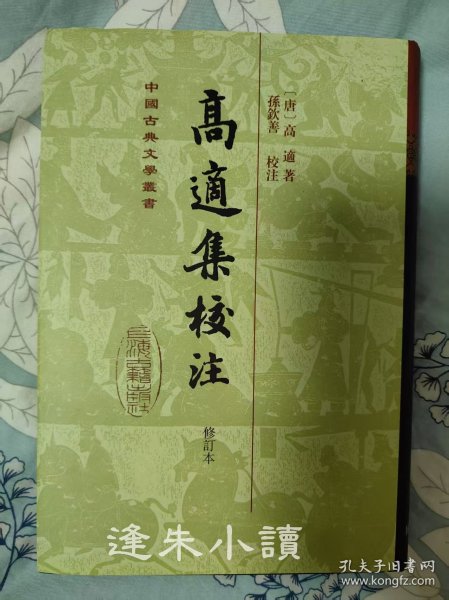 〔唐〕高 適 著
孫欽善 校注
高適集校注
修訂本
中國古典文學叢書
上海古籍出版社
逢朱小讀
孔夫子旧书网
www.kongfz.com